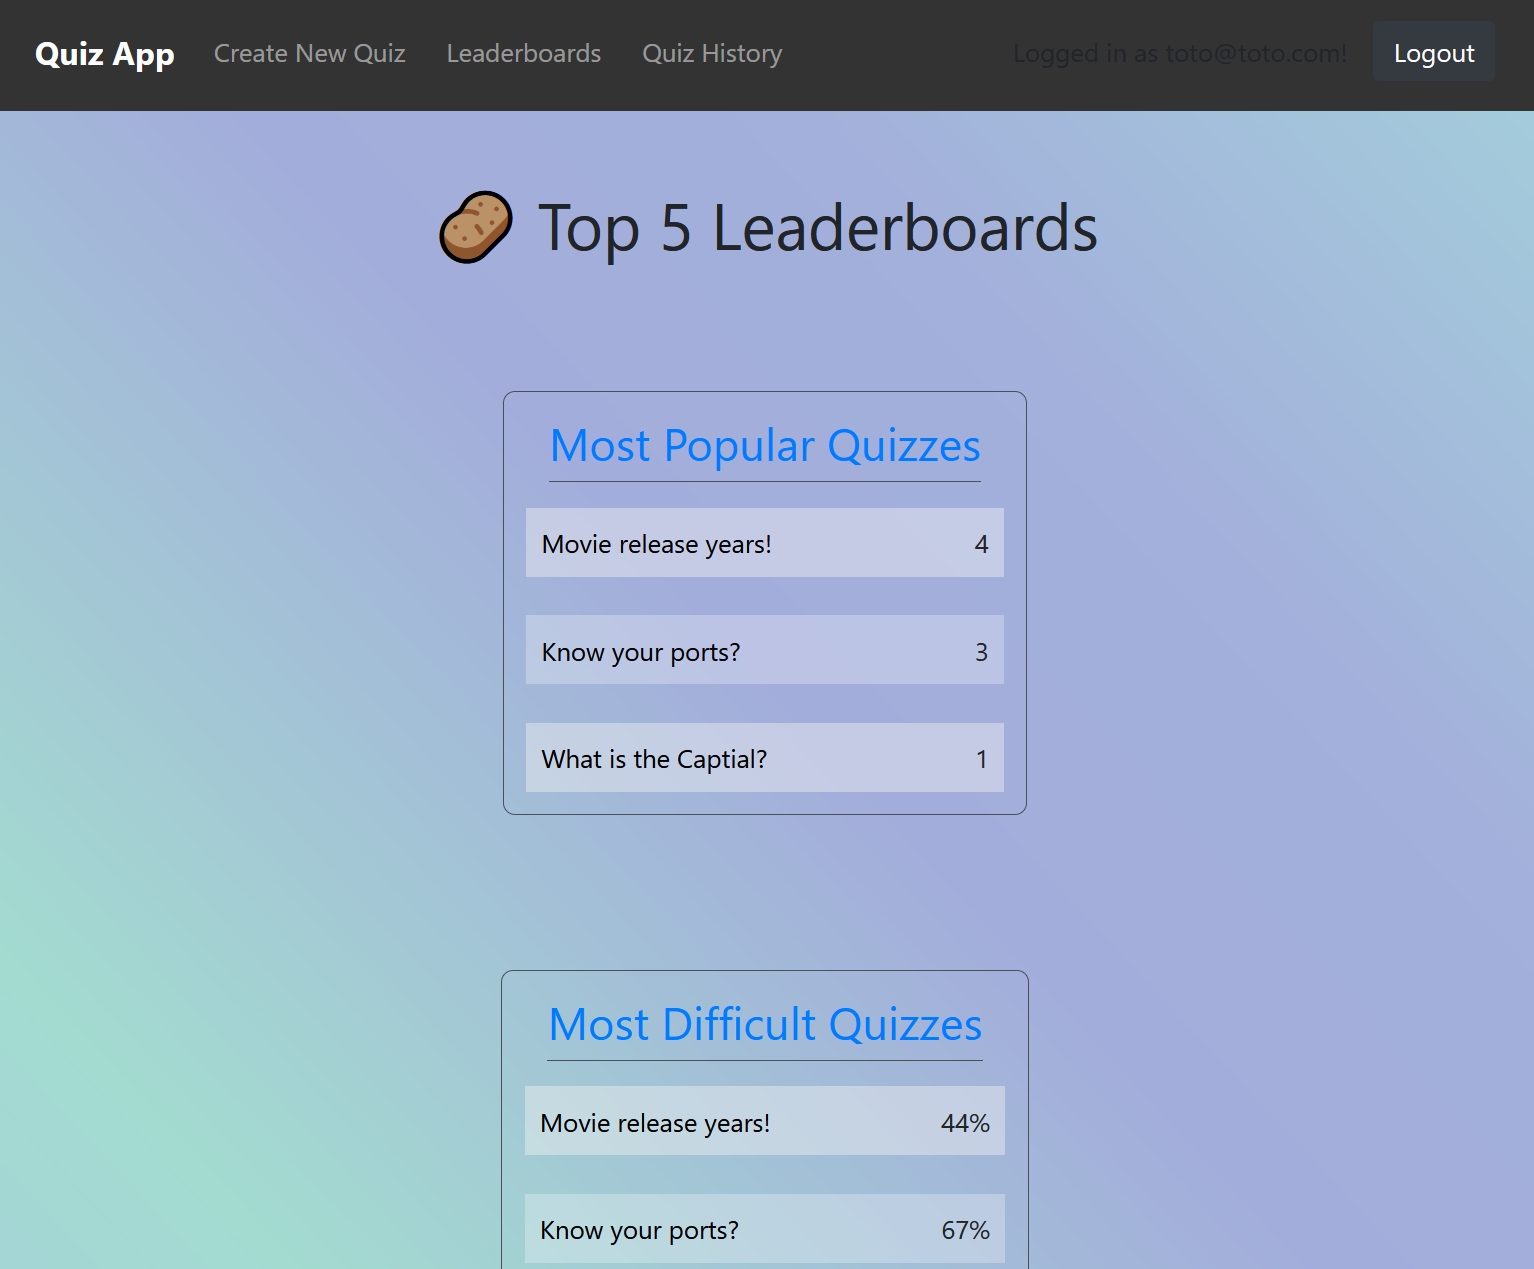 Quiz App Create New Quiz Leaderboards Quiz History Logged in as toto@toto.com! Logout
Top 5 Leaderboards
Most Popular Quizzes
Movie release years! 4
Know your ports? 3
What is the Captial? 1
Most Difficult Quizzes
Movie release years! 44%
Know your ports? 67%